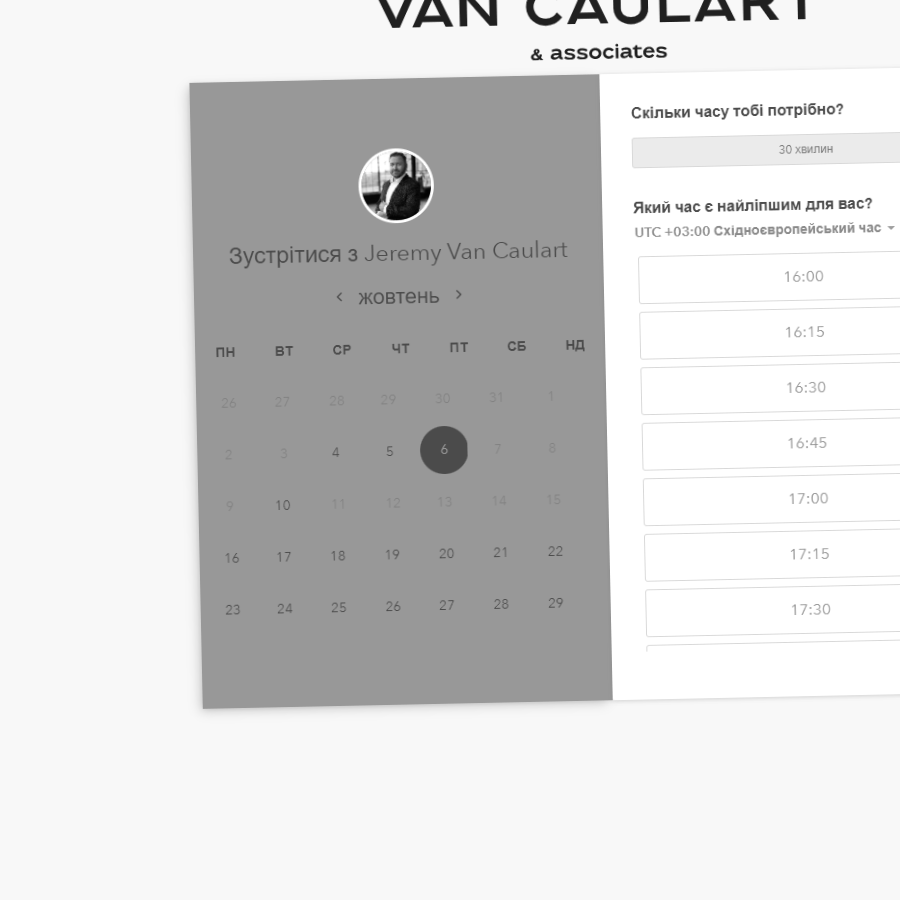 VAN CAULART
& associates
Зустрітися з Jeremy Van Caulart
жовтень
ПН ВТ СР ЧТ ПТ СБ НД
26 27 28 29 30 31 1
2 3 4 5 6 7 8
9 10 11 12 13 14 15
16 17 18 19 20 21 22
23 24 25 26 27 28 29
Скільки часу тобі потрібно?
30 хвилин
Який час є найліпшим для вас?
UTC +03:00 Східноєвропейський час
16:00
16:15
16:30
16:45
17:00
17:15
17:30